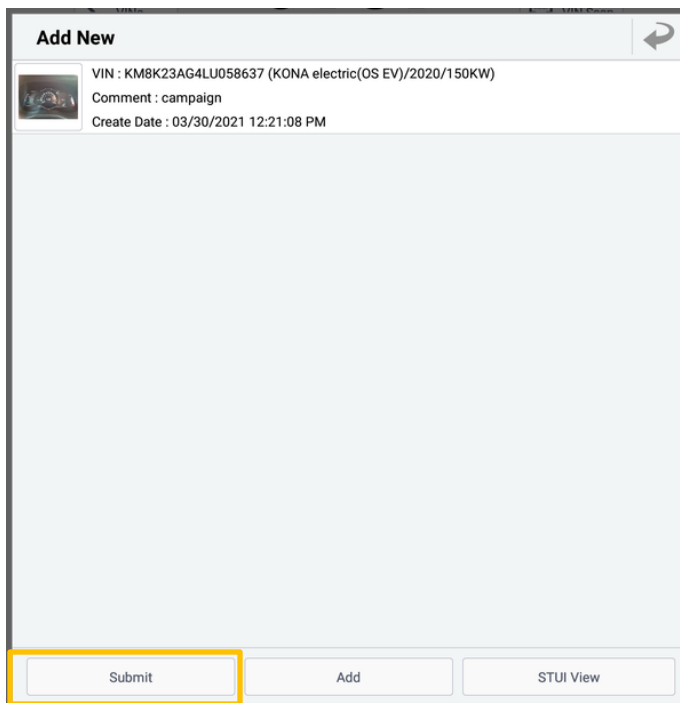 Add New
VIN : KM8K23AG4LU058637 (KONA electric(OS EV)/2020/150KW)
Comment : campaign
Create Date : 03/30/2021 12:21:08 PM
Submit
Add
STUI View